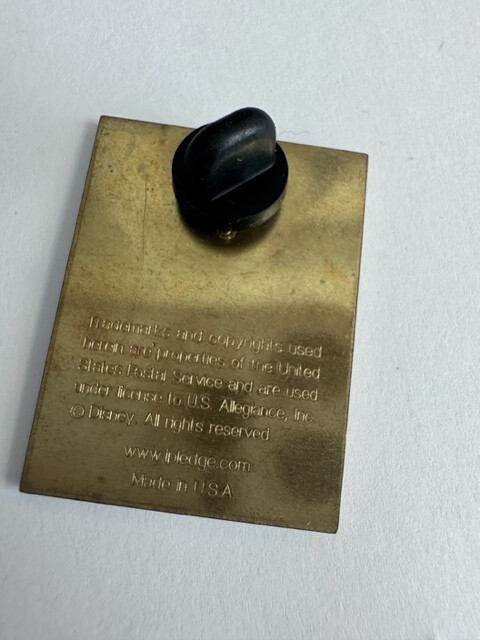 Trademarks and copyrights used
herein are properties of the United
States Postal Service and are used
under license to U.S. Allegiance, Inc.
© Disney. All rights reserved
www.ipledge.com
Made in U.S.A